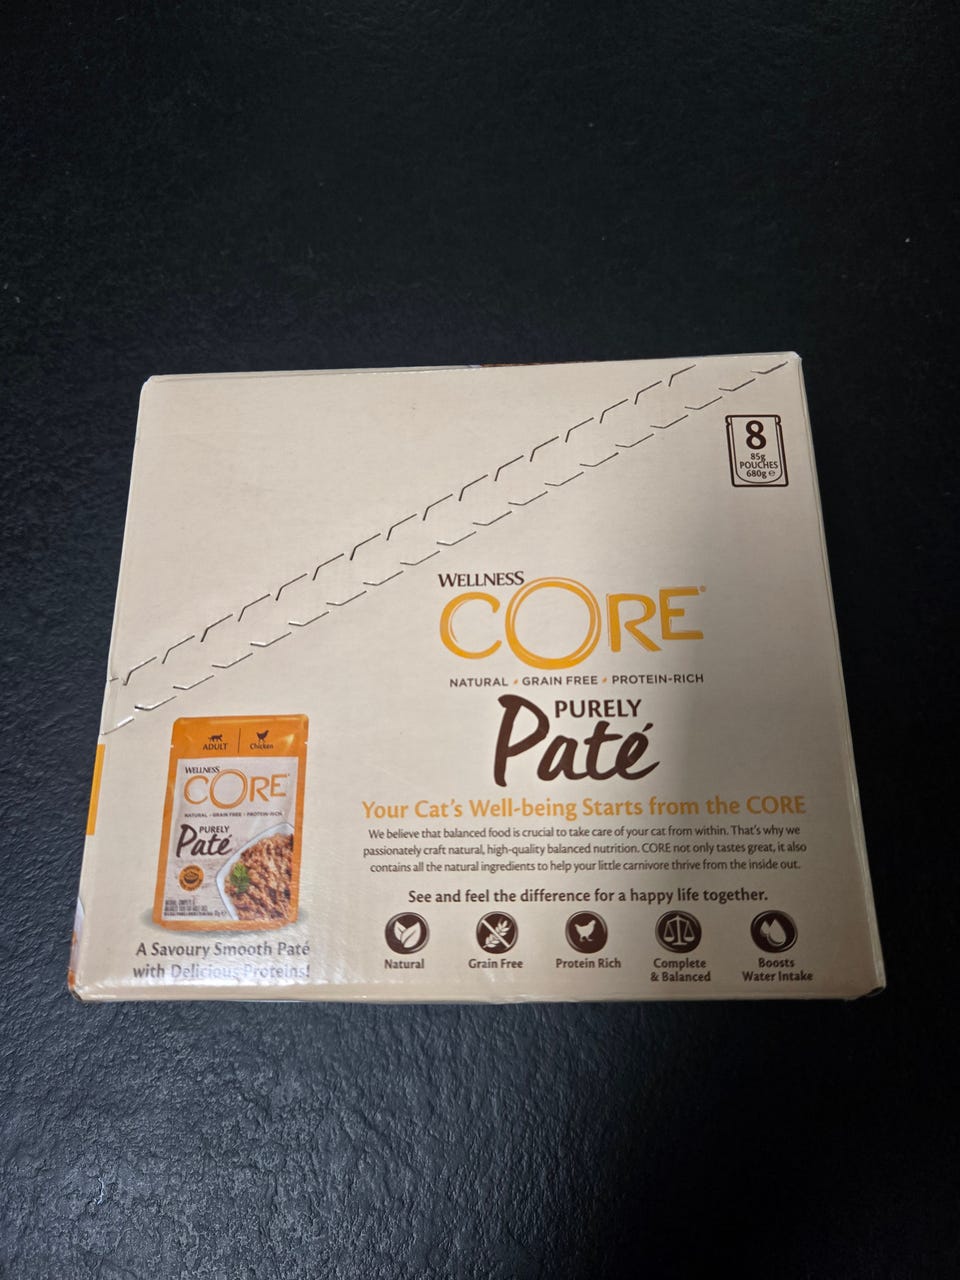 8
85g
POUCHES
680g ℮
WELLNESS
CORE®
NATURAL • GRAIN FREE • PROTEIN-RICH
PURELY
Paté
Your Cat's Well-being Starts from the CORE
We believe that balanced food is crucial to take care of your cat from within. That's why we
passionately craft natural, high-quality balanced nutrition. CORE not only tastes great, it also
contains all the natural ingredients to help your little carnivore thrive from the inside out.
See and feel the difference for a happy life together.
Natural
Grain Free
Protein Rich
Complete
& Balanced
Boosts
Water Intake
ADULT
Chicken
WELLNESS
CORE®
NATURAL • GRAIN FREE • PROTEIN-RICH
PURELY
Paté
A Savoury Smooth Paté
with Delicious Proteins!